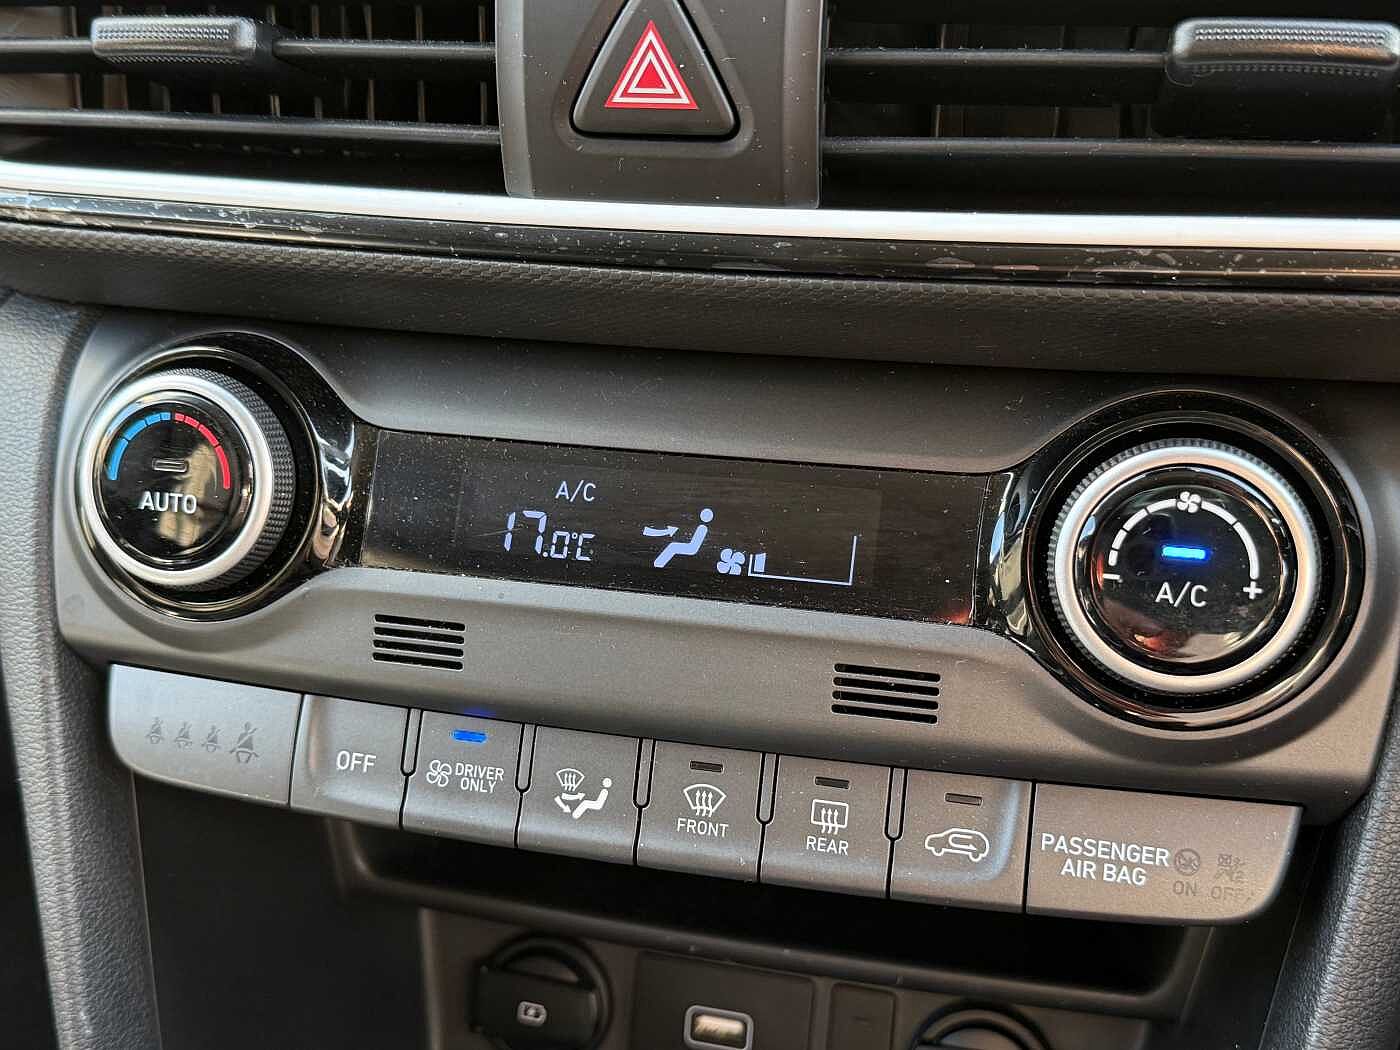 A/C
17.0°C
AUTO
A/C
- +
OFF
DRIVER
ONLY
FRONT
REAR
PASSENGER
AIR BAG
ON
OFF